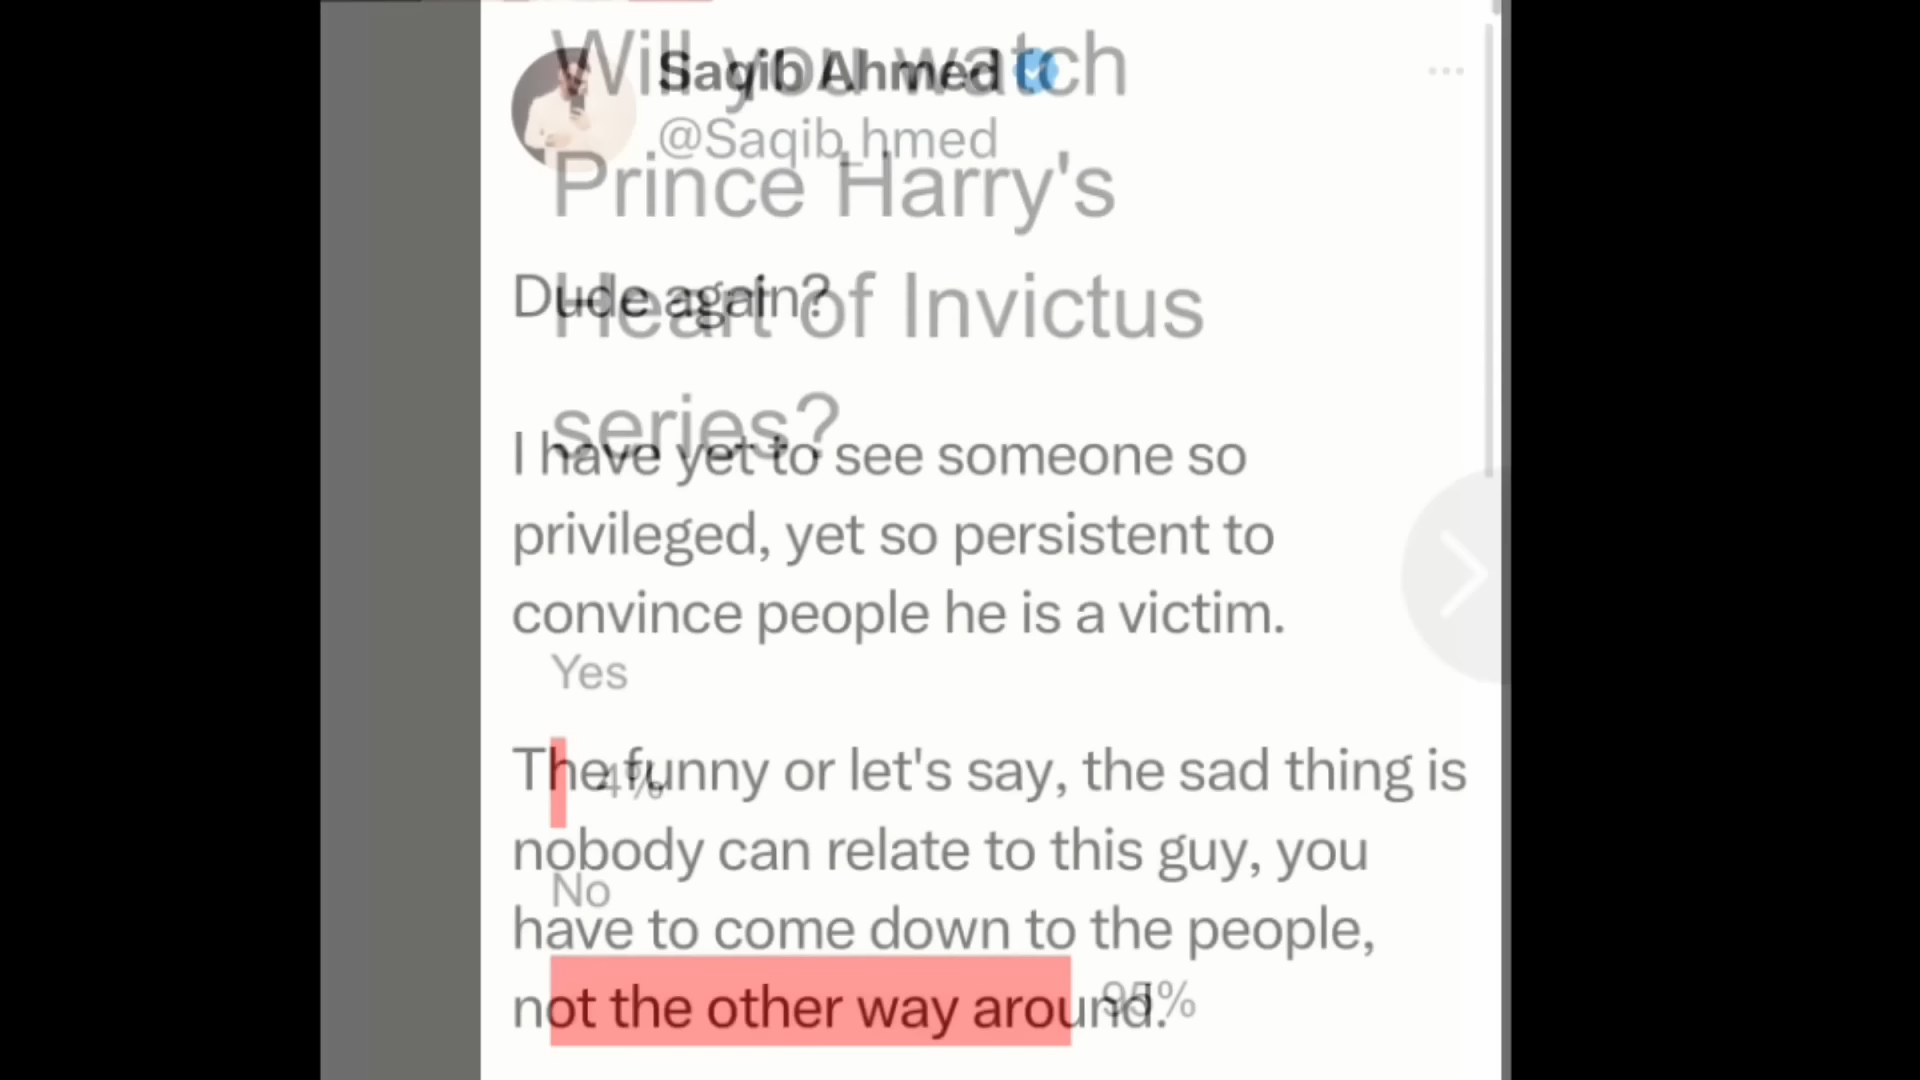 Saqib Ahmed
@Saqib_hmed
Dude again?
I have yet to see someone so
privileged, yet so persistent to
convince people he is a victim.
The funny or let's say, the sad thing is
nobody can relate to this guy, you
have to come down to the people,
not the other way around.
Will you watch
Prince Harry's
Heart of Invictus
series?
Yes
4%
No
95%